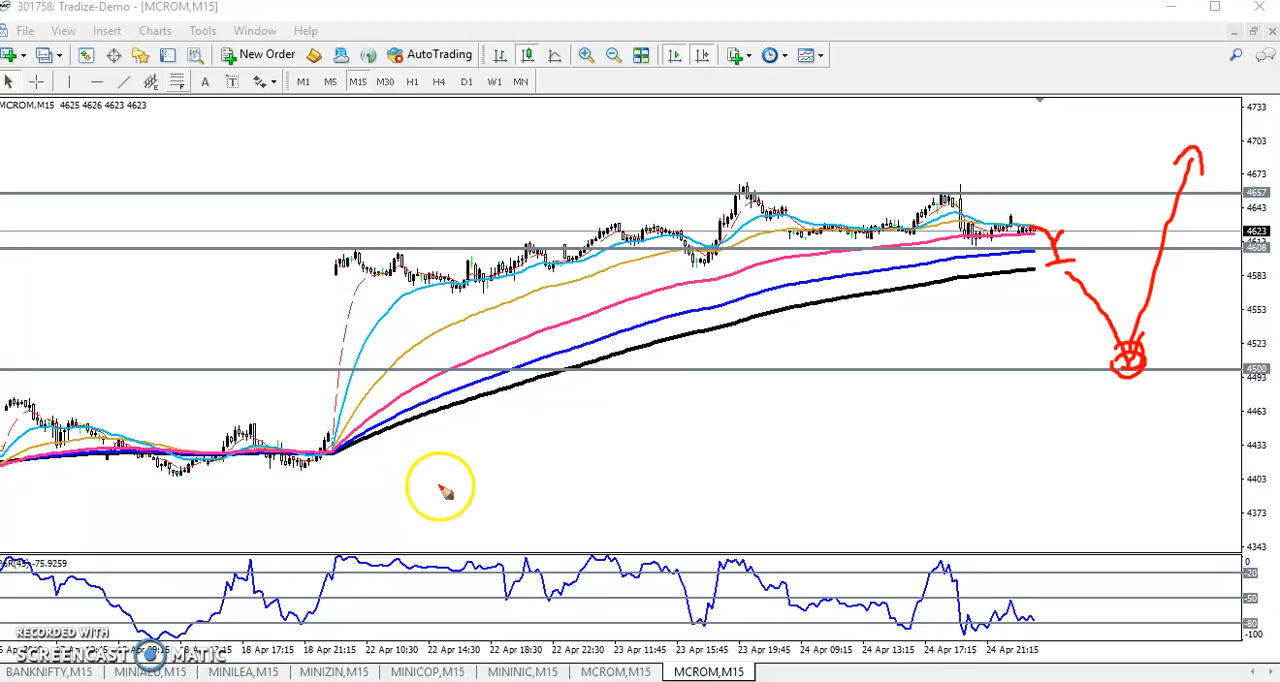 301758: Tradize-Demo - [MCROM,M15]
File View Insert Charts Tools Window Help
New Order AutoTrading
A T M1 M5 M15 M30 H1 H4 D1 W1 MN
MCROM,M15 4625 4626 4623 4623
4733
4703
4673
4657
4643
4623
4613
4608
4583
4553
4523
4500
4493
4463
4433
4403
4373
4343
-75.9259
0
-20
-50
-80
-100
RECORDED WITH
SCREENCAST MATIC
18 Apr 17:15 18 Apr 21:15 22 Apr 10:30 22 Apr 14:30 22 Apr 18:30 22 Apr 22:30 23 Apr 11:45 23 Apr 15:45 23 Apr 19:45 24 Apr 09:15 24 Apr 13:15 24 Apr 17:15 24 Apr 21:15
BANKNIFTY,M15 MINIALU,M15 MINILEA,M15 MINIZIN,M15 MINICOP,M15 MININIC,M15 MCROM,M15 MCROM,M15